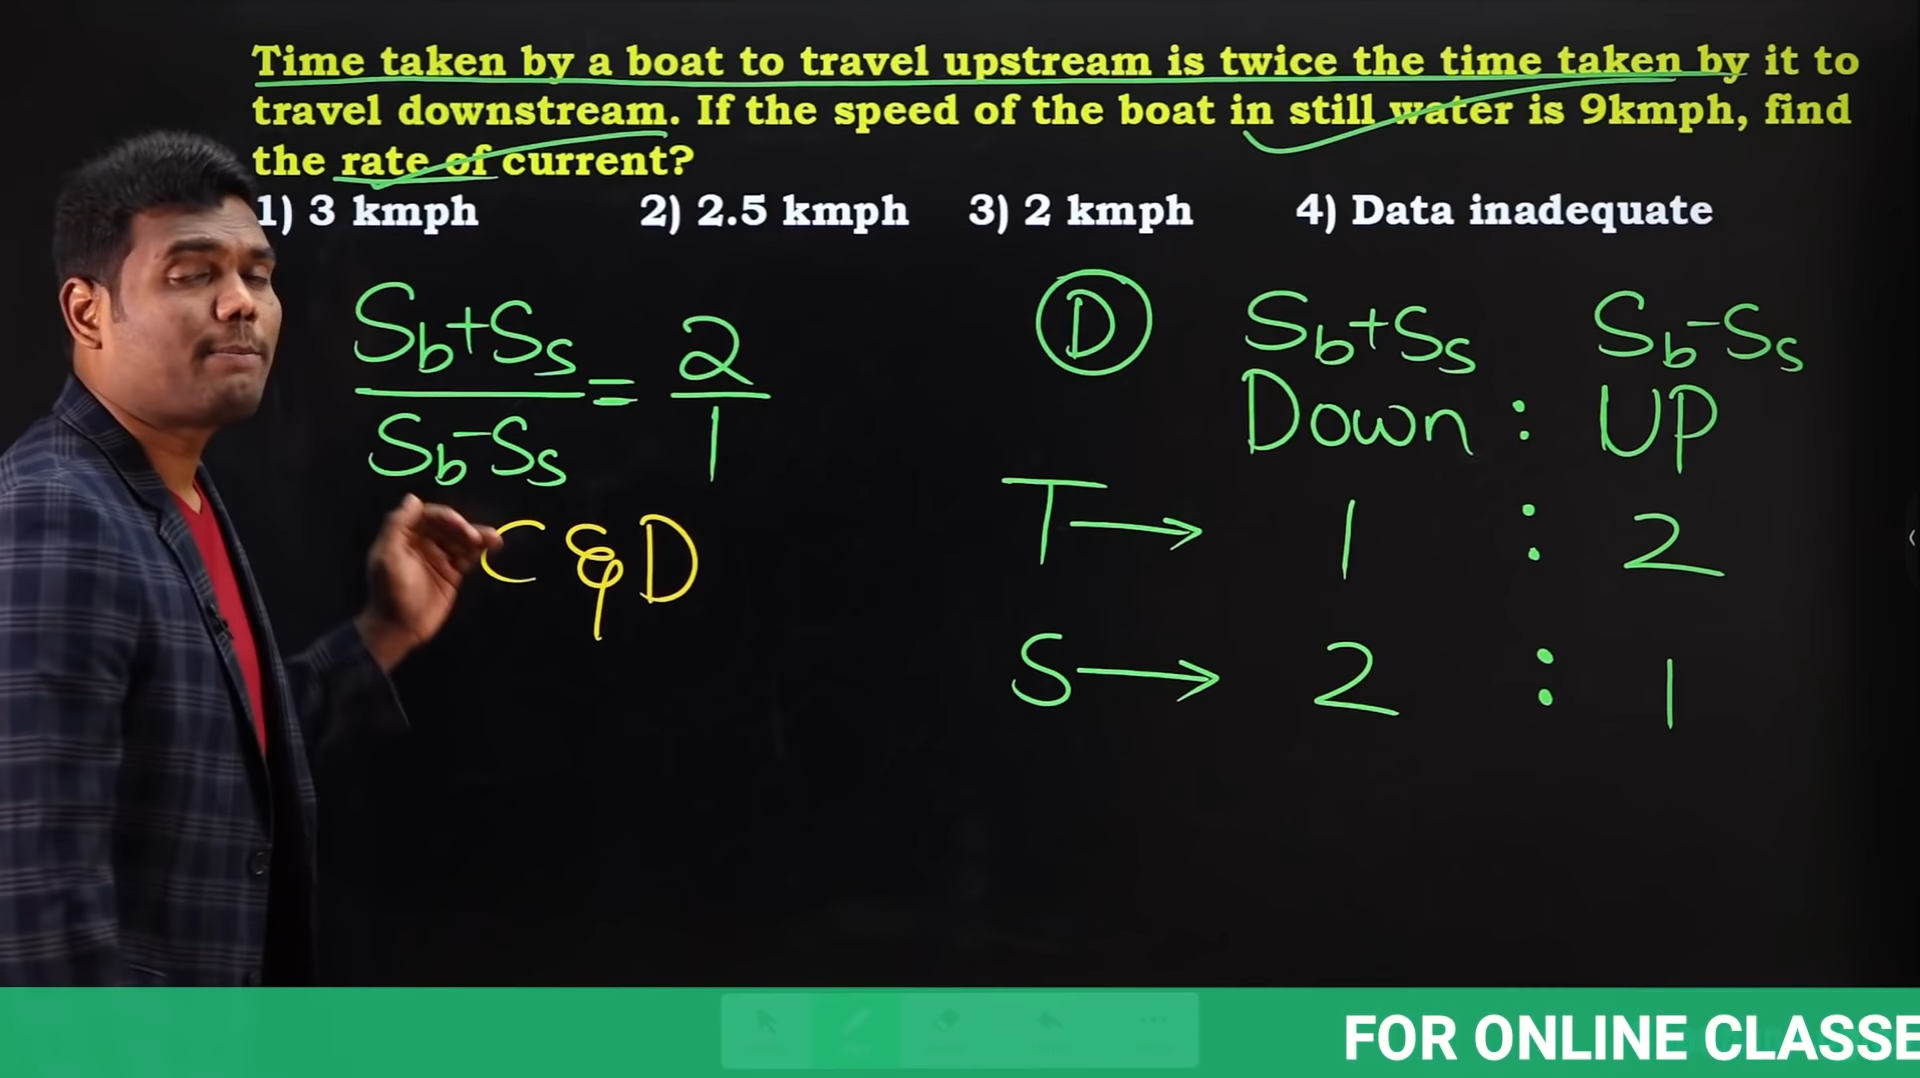 Time taken by a boat to travel upstream is twice the time taken by it to
travel downstream. If the speed of the boat in still water is 9kmph, find
the rate of current?
1) 3 kmph 2) 2.5 kmph 3) 2 kmph 4) Data inadequate
Sb+Ss / Sb-Ss = 2/1
C & D
D Sb+Ss Sb-Ss
Down : UP
T→ 1 : 2
S→ 2 : 1
FOR ONLINE CLASSE